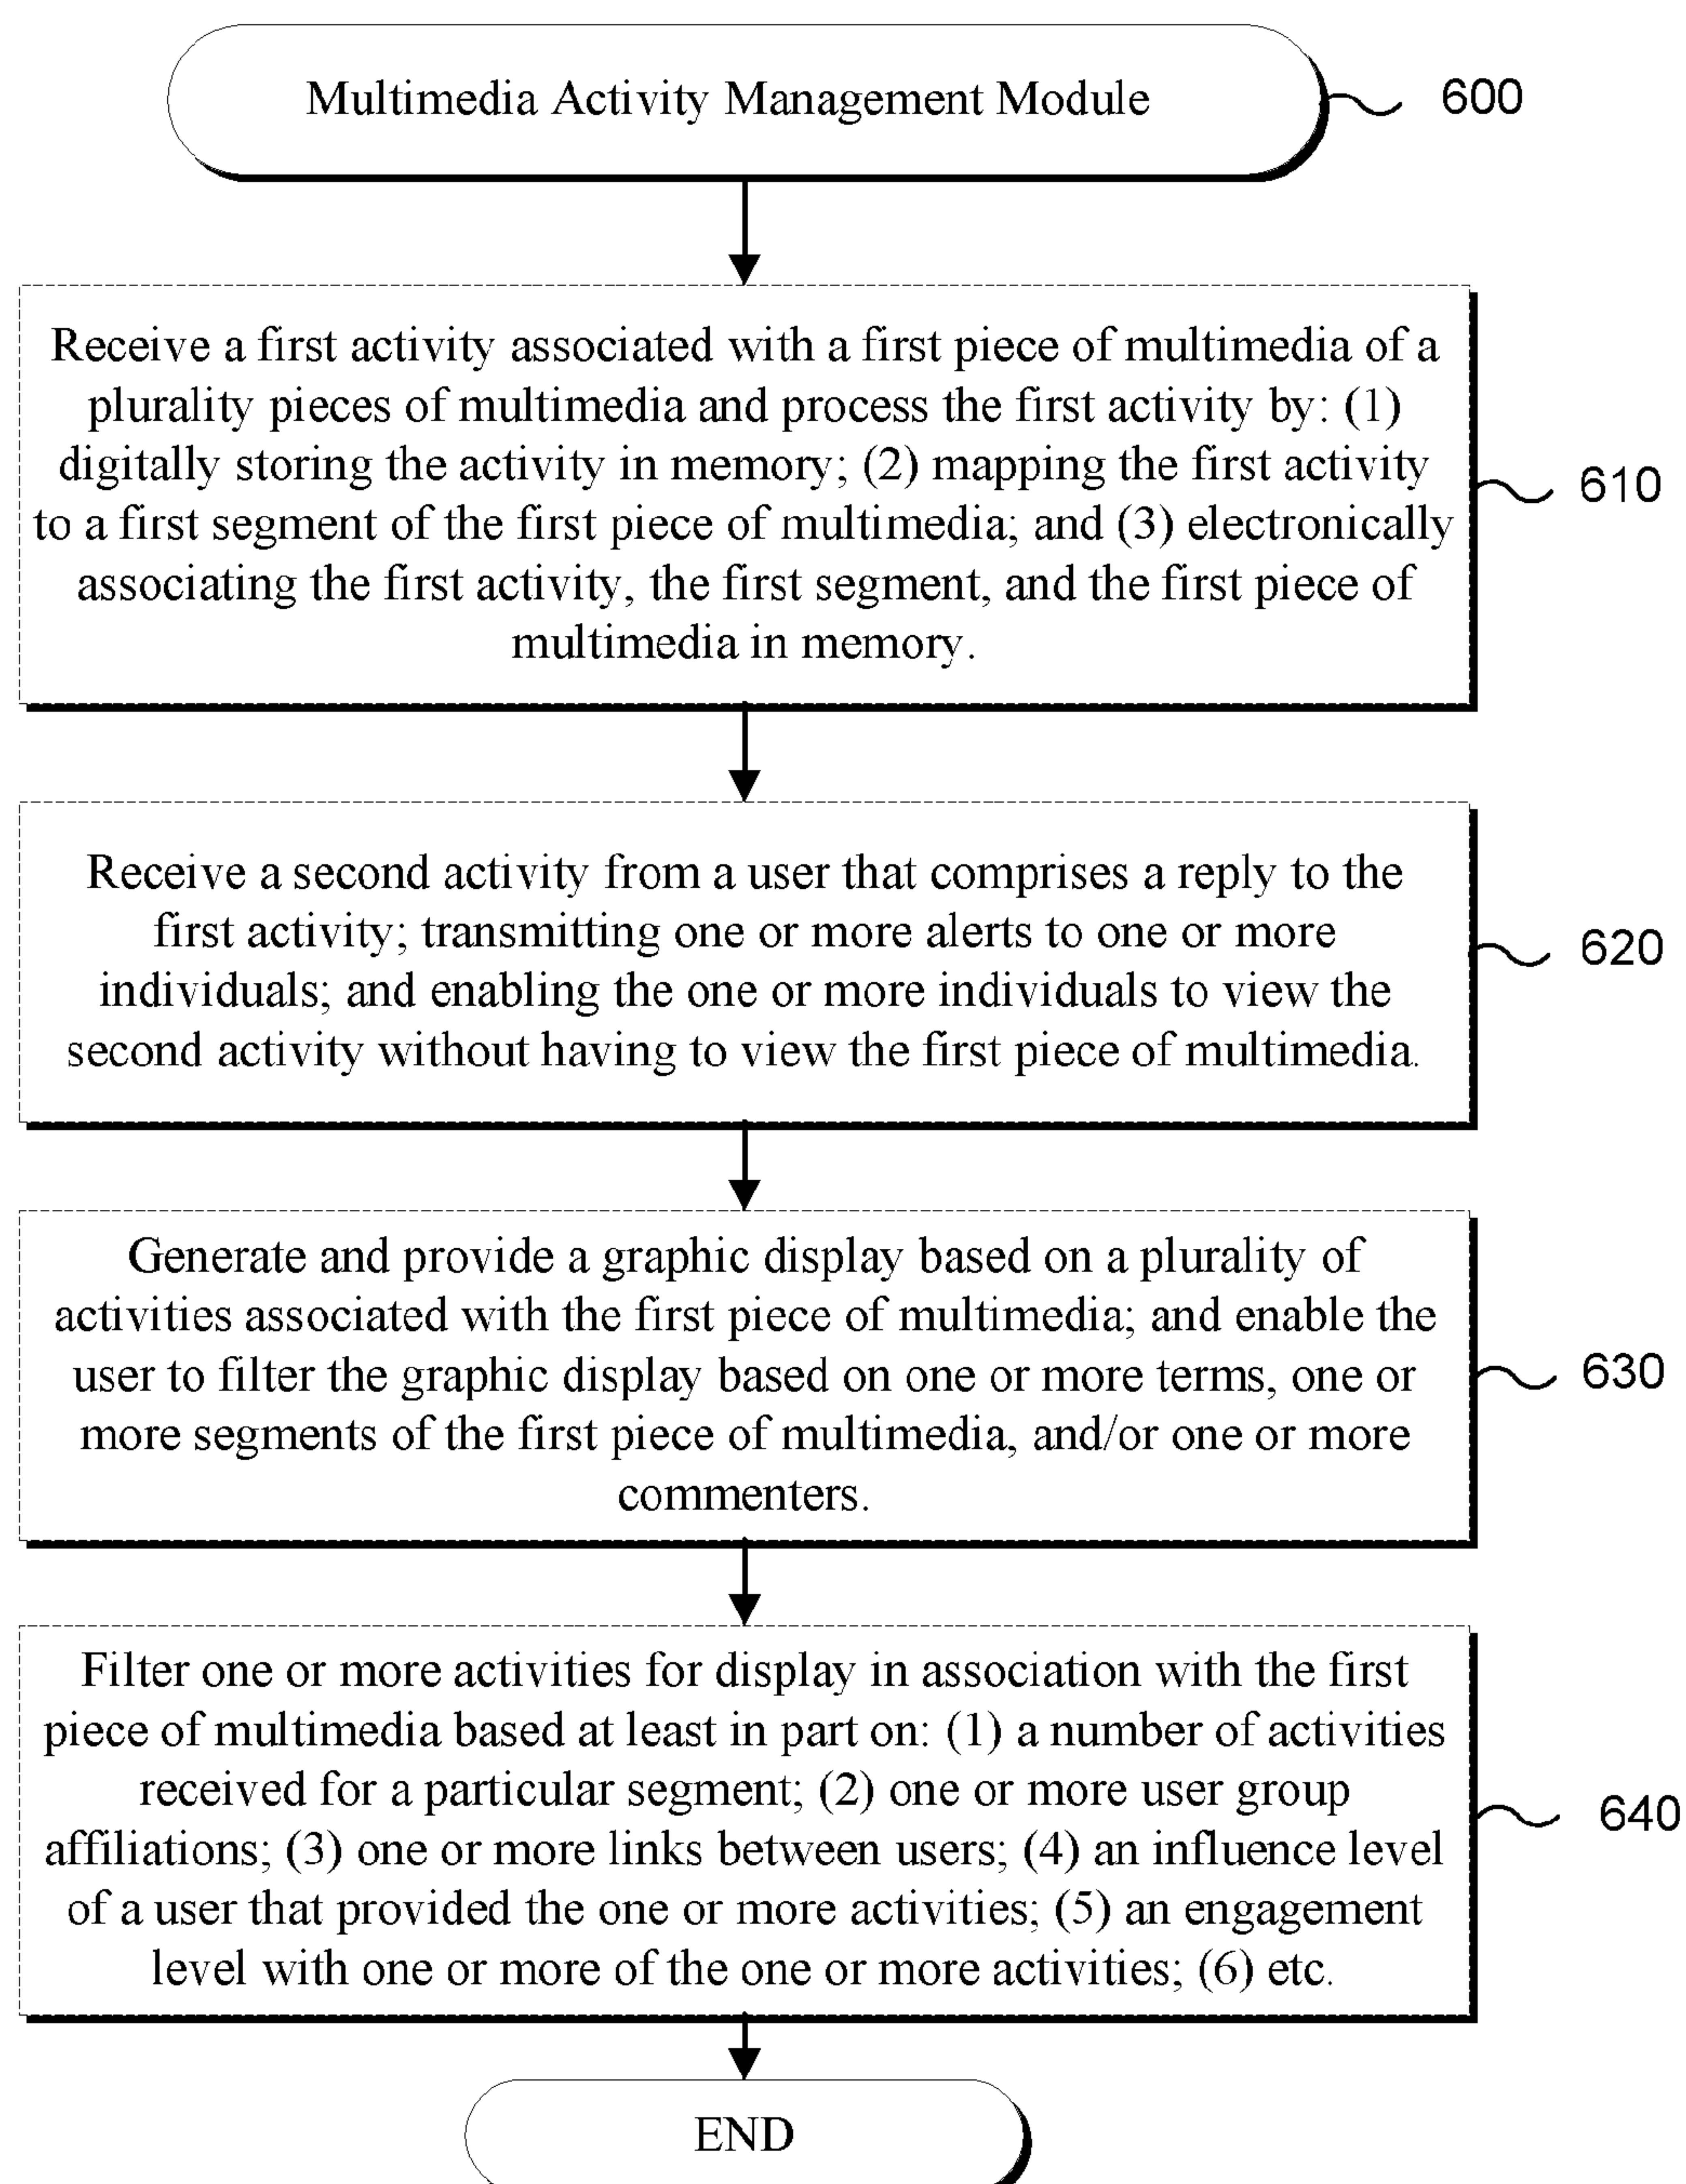 Multimedia Activity Management Module
600
Receive a first activity associated with a first piece of multimedia of a
plurality pieces of multimedia and process the first activity by: (1)
digitally storing the activity in memory; (2) mapping the first activity
to a first segment of the first piece of multimedia; and (3) electronically
associating the first activity, the first segment, and the first piece of
multimedia in memory.
610
Receive a second activity from a user that comprises a reply to the
first activity; transmitting one or more alerts to one or more
individuals; and enabling the one or more individuals to view the
second activity without having to view the first piece of multimedia.
620
Generate and provide a graphic display based on a plurality of
activities associated with the first piece of multimedia; and enable the
user to filter the graphic display based on one or more terms, one or
more segments of the first piece of multimedia, and/or one or more
commenters.
630
Filter one or more activities for display in association with the first
piece of multimedia based at least in part on: (1) a number of activities
received for a particular segment; (2) one or more user group
affiliations; (3) one or more links between users; (4) an influence level
of a user that provided the one or more activities; (5) an engagement
level with one or more of the one or more activities; (6) etc.
640
END